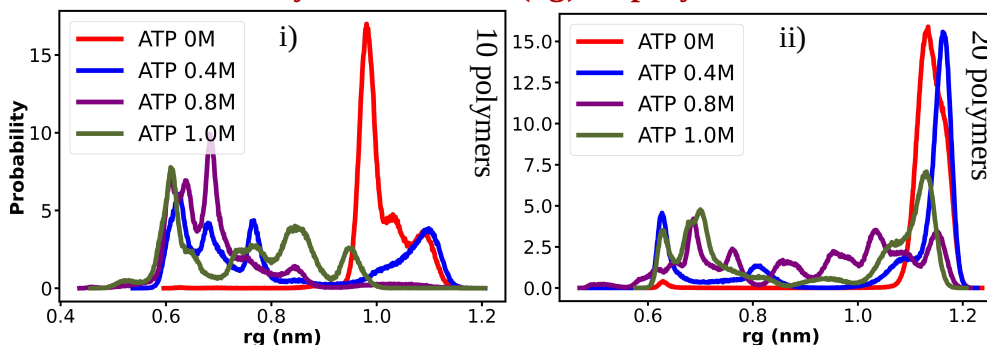 (rg)
i)
10 polymers
ATP 0M
ATP 0.4M
ATP 0.8M
ATP 1.0M
Probability
15
10
5
0
0.4
0.6
0.8
1.0
1.2
rg (nm)
ii)
20 polymers
ATP 0M
ATP 0.4M
ATP 0.8M
ATP 1.0M
15.0
12.5
10.0
7.5
5.0
2.5
0.0
0.6
0.8
1.0
1.2
rg (nm)